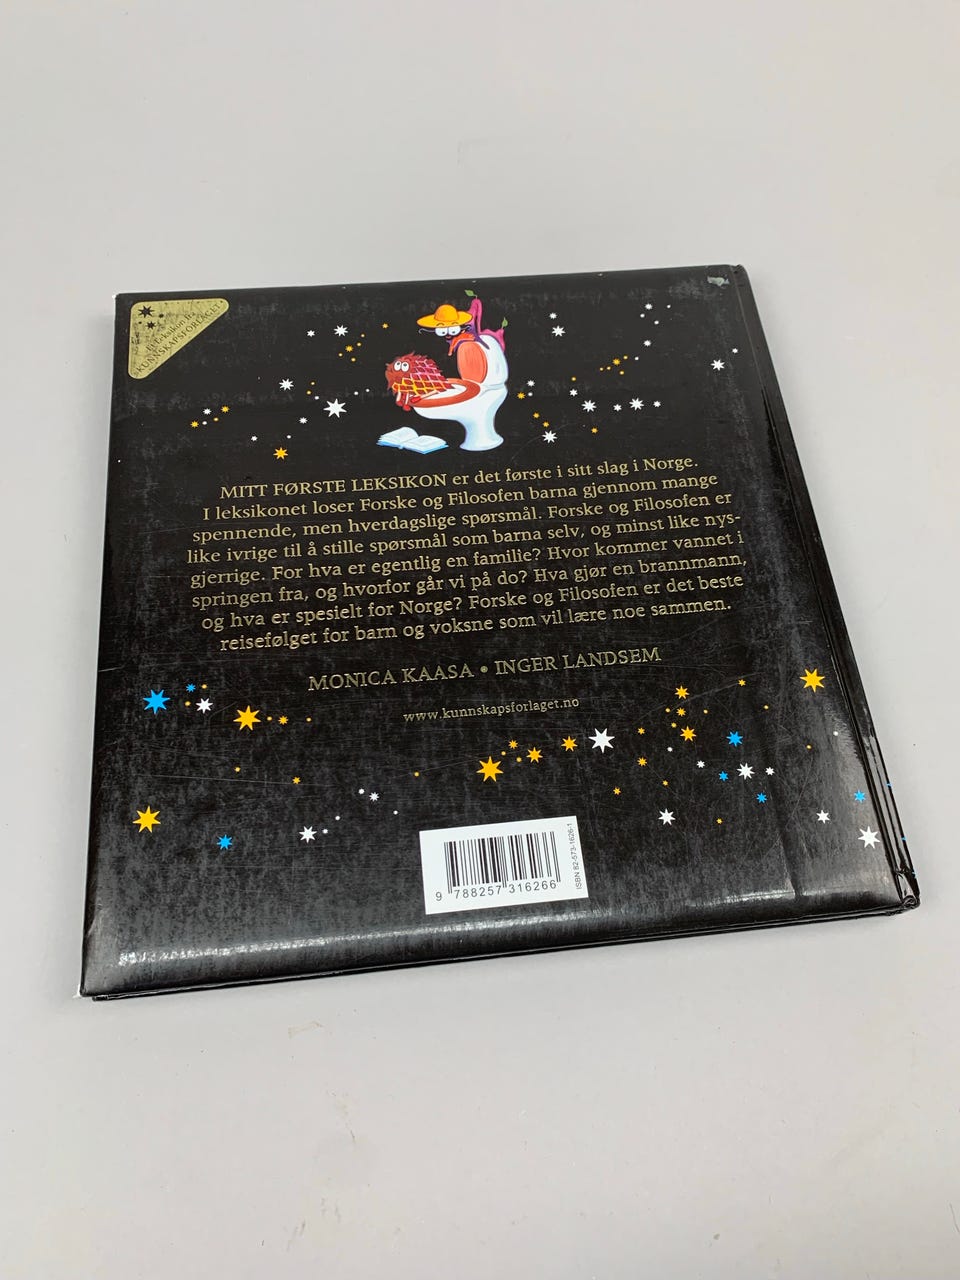 Et leksikon fra
KUNNSKAPSFORLAGET
MITT FØRSTE LEKSIKON er det første i sitt slag i Norge.
I leksikonet loser Forske og Filosofen barna gjennom mange
spennende, men hverdagslige spørsmål. Forske og Filosofen er
like ivrige til å stille spørsmål som barna selv, og minst like nys-
gjerrige. For hva er egentlig en familie? Hvor kommer vannet i
springen fra, og hvorfor går vi på do? Hva gjør en brannmann,
og hva er spesielt for Norge? Forske og Filosofen er det beste
reisefølget for barn og voksne som vil lære noe sammen.
MONICA KAASA • INGER LANDSEM
www.kunnskapsforlaget.no
ISBN 82-573-1626-1
9 788257 316266